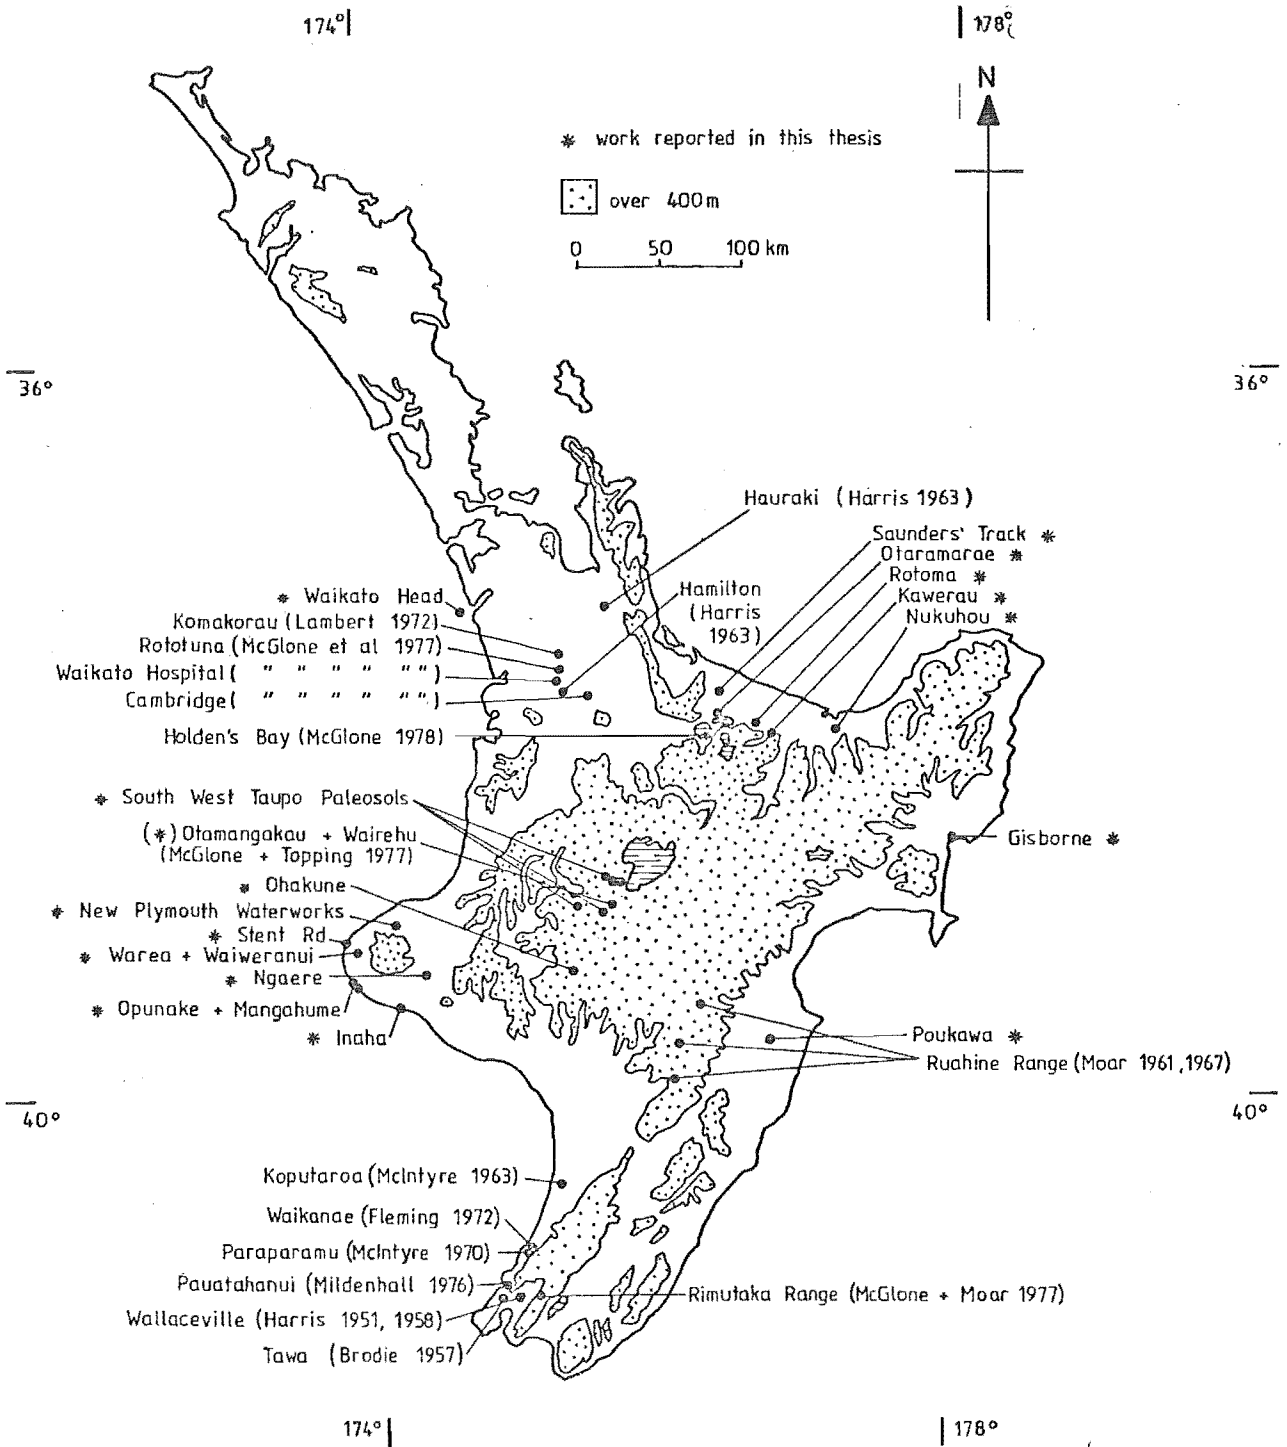 174°
178°
N
* work reported in this thesis
over 400m
0 50 100 km
36°
36°
Hauraki (Harris 1963)
Saunders' Track *
Otaramarae *
Rotoma *
Kawerau *
Nukuhou *
Hamilton
(Harris
1963)
* Waikato Head
Komakorau (Lambert 1972)
Rototuna (McGlone et al 1977)
Waikato Hospital ( " " " " " " )
Cambridge ( " " " " " " )
Holden's Bay (McGlone 1978)
* South West Taupo Paleosols
(*) Otamangakau + Wairehu
(McGlone + Topping 1977)
* Ohakune
* New Plymouth Waterworks
* Stent Rd
* Warea + Waiweranui
* Ngaere
* Opunake + Mangahume
* Inaha
Gisborne *
Poukawa *
Ruahine Range (Moar 1961, 1967)
40°
40°
Koputaroa (McIntyre 1963)
Waikanae (Fleming 1972)
Paraparamu (McIntyre 1970)
Pauatahanui (Mildenhall 1976)
Wallaceville (Harris 1951, 1958)
Tawa (Brodie 1957)
Rimutaka Range (McGlone + Moar 1977)
174°
178°